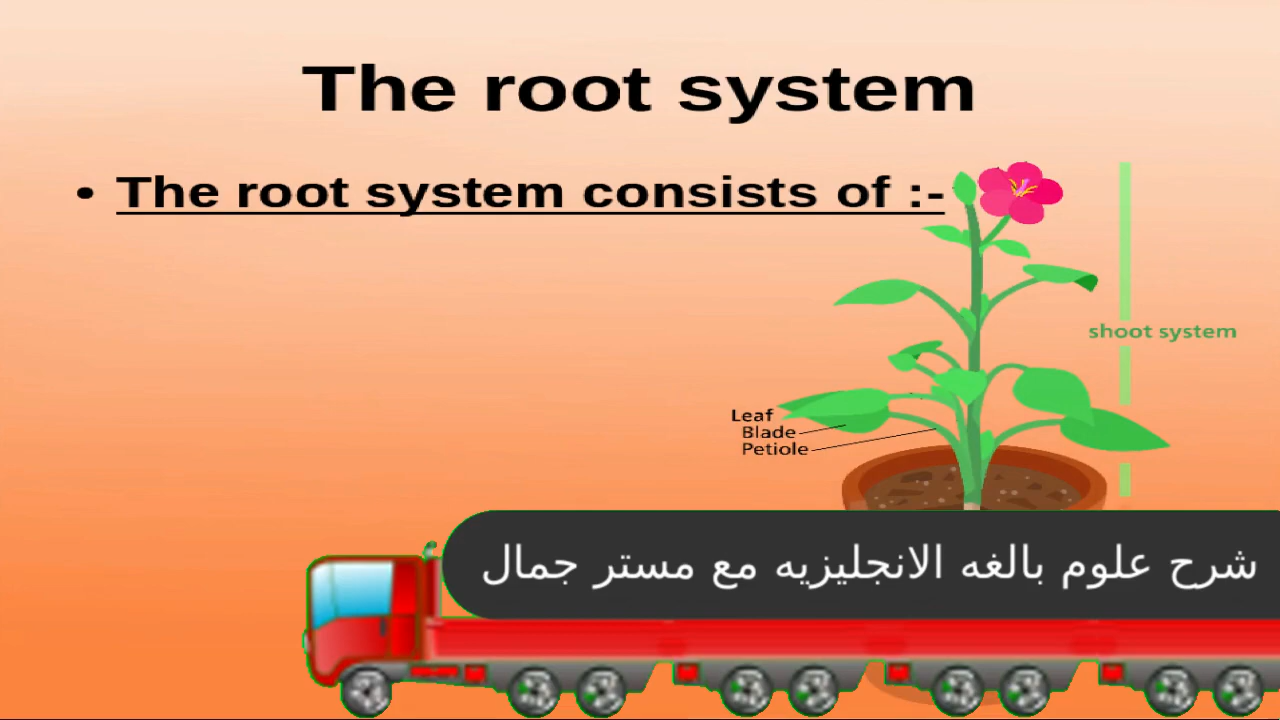 The root system
• The root system consists of :-
shoot system
Leaf
Blade
Petiole
شرح علوم بالغه الانجليزيه مع مستر جمال